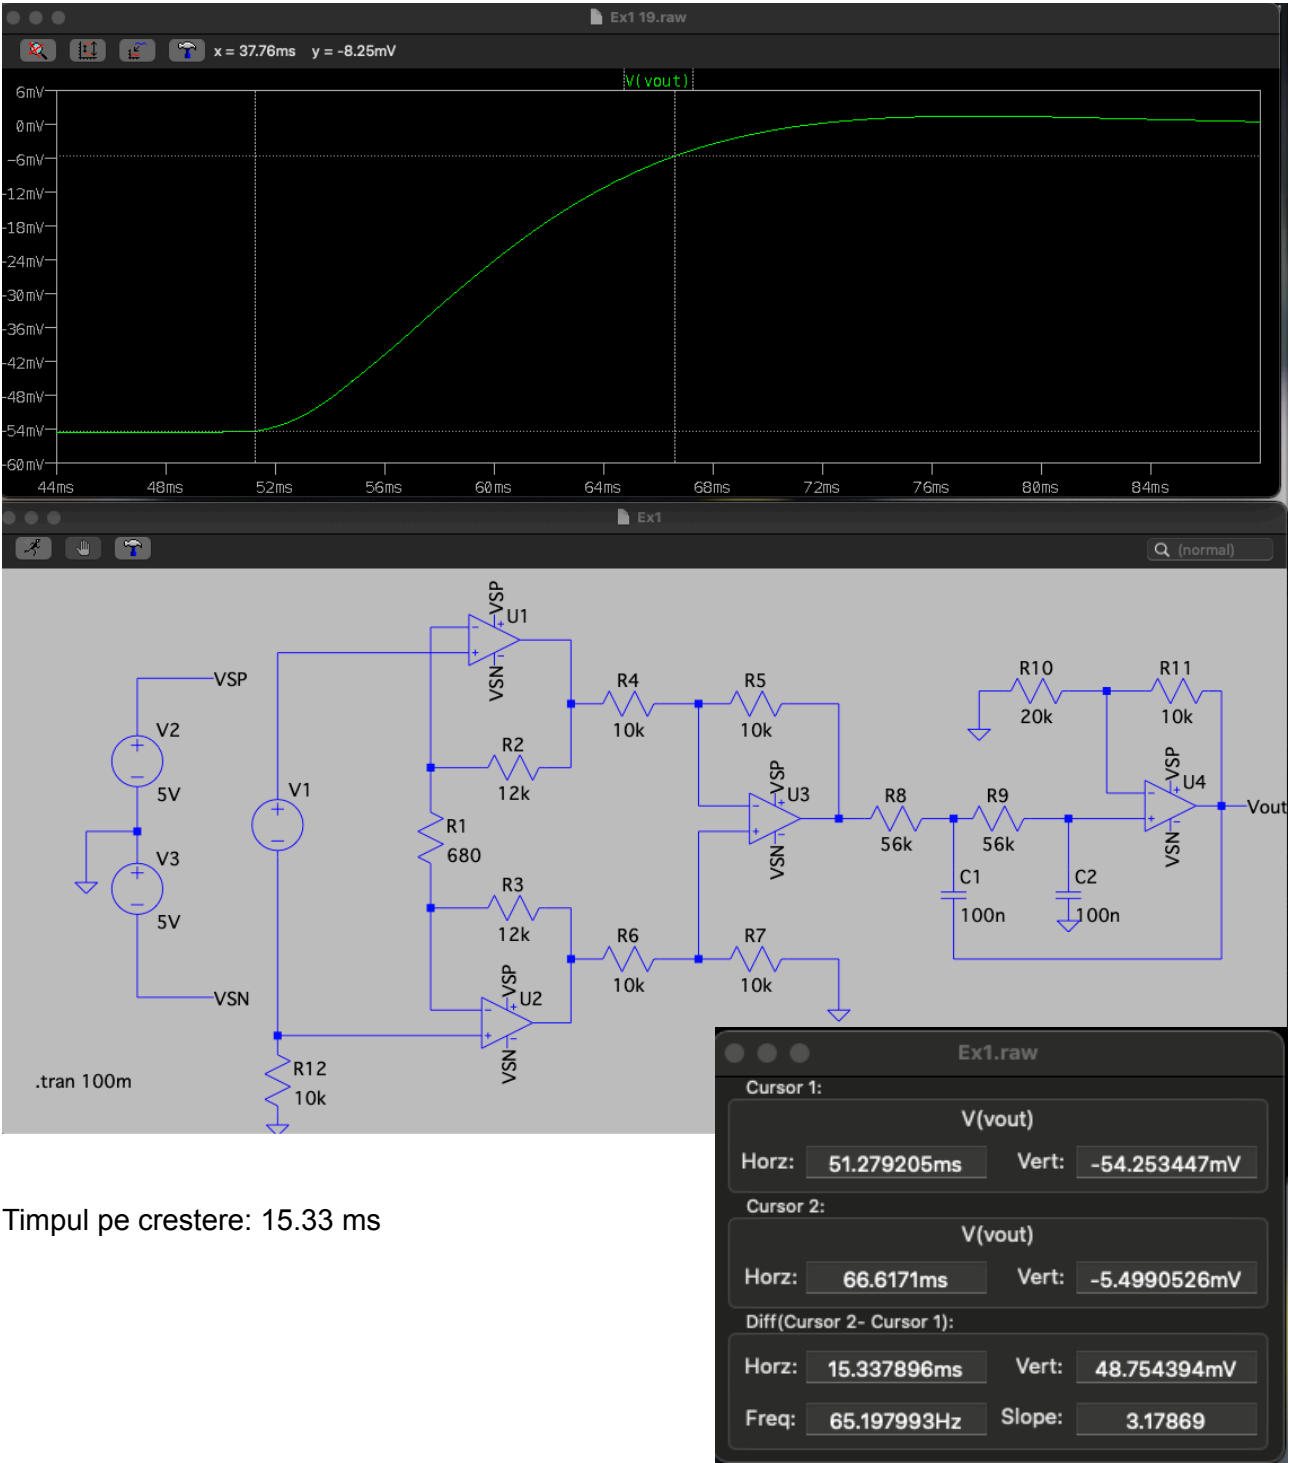 Ex1 19.raw
x = 37.76ms y = -8.25mV
V(vout)
6mV
0mV
-6mV
-12mV
-18mV
-24mV
-30mV
-36mV
-42mV
-48mV
-54mV
-60mV
44ms 48ms 52ms 56ms 60ms 64ms 68ms 72ms 76ms 80ms 84ms
Ex1
(normal)
VSP
V2
5V
V3
5V
VSN
V1
R12
10k
.tran 100m
VSP
U1
VSN
R2
12k
R1
680
R3
12k
VSP
U2
VSN
R4
10k
R5
10k
VSP
U3
VSN
R6
10k
R7
10k
R8
56k
R9
56k
C1
100n
C2
100n
R10
20k
R11
10k
VSP
U4
VSN
Vout
Ex1.raw
Cursor 1:
V(vout)
Horz: 51.279205ms Vert: -54.253447mV
Cursor 2:
V(vout)
Horz: 66.6171ms Vert: -5.4990526mV
Diff(Cursor 2- Cursor 1):
Horz: 15.337896ms Vert: 48.754394mV
Freq: 65.197993Hz Slope: 3.17869
Timpul pe crestere: 15.33 ms